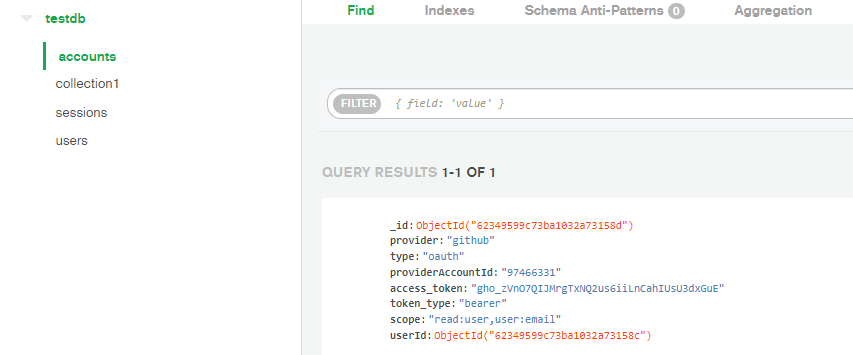 testdb
accounts
collection1
sessions
users
Find Indexes Schema Anti-Patterns 0 Aggregation
FILTER { field: 'value' }
QUERY RESULTS 1-1 OF 1
_id: ObjectId("62349599c73ba1032a73158d")
provider: "github"
type: "oauth"
providerAccountId: "97466331"
access_token: "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"
token_type: "bearer"
scope: "read:user,user:email"
userId: ObjectId("62349599c73ba1032a73158c")